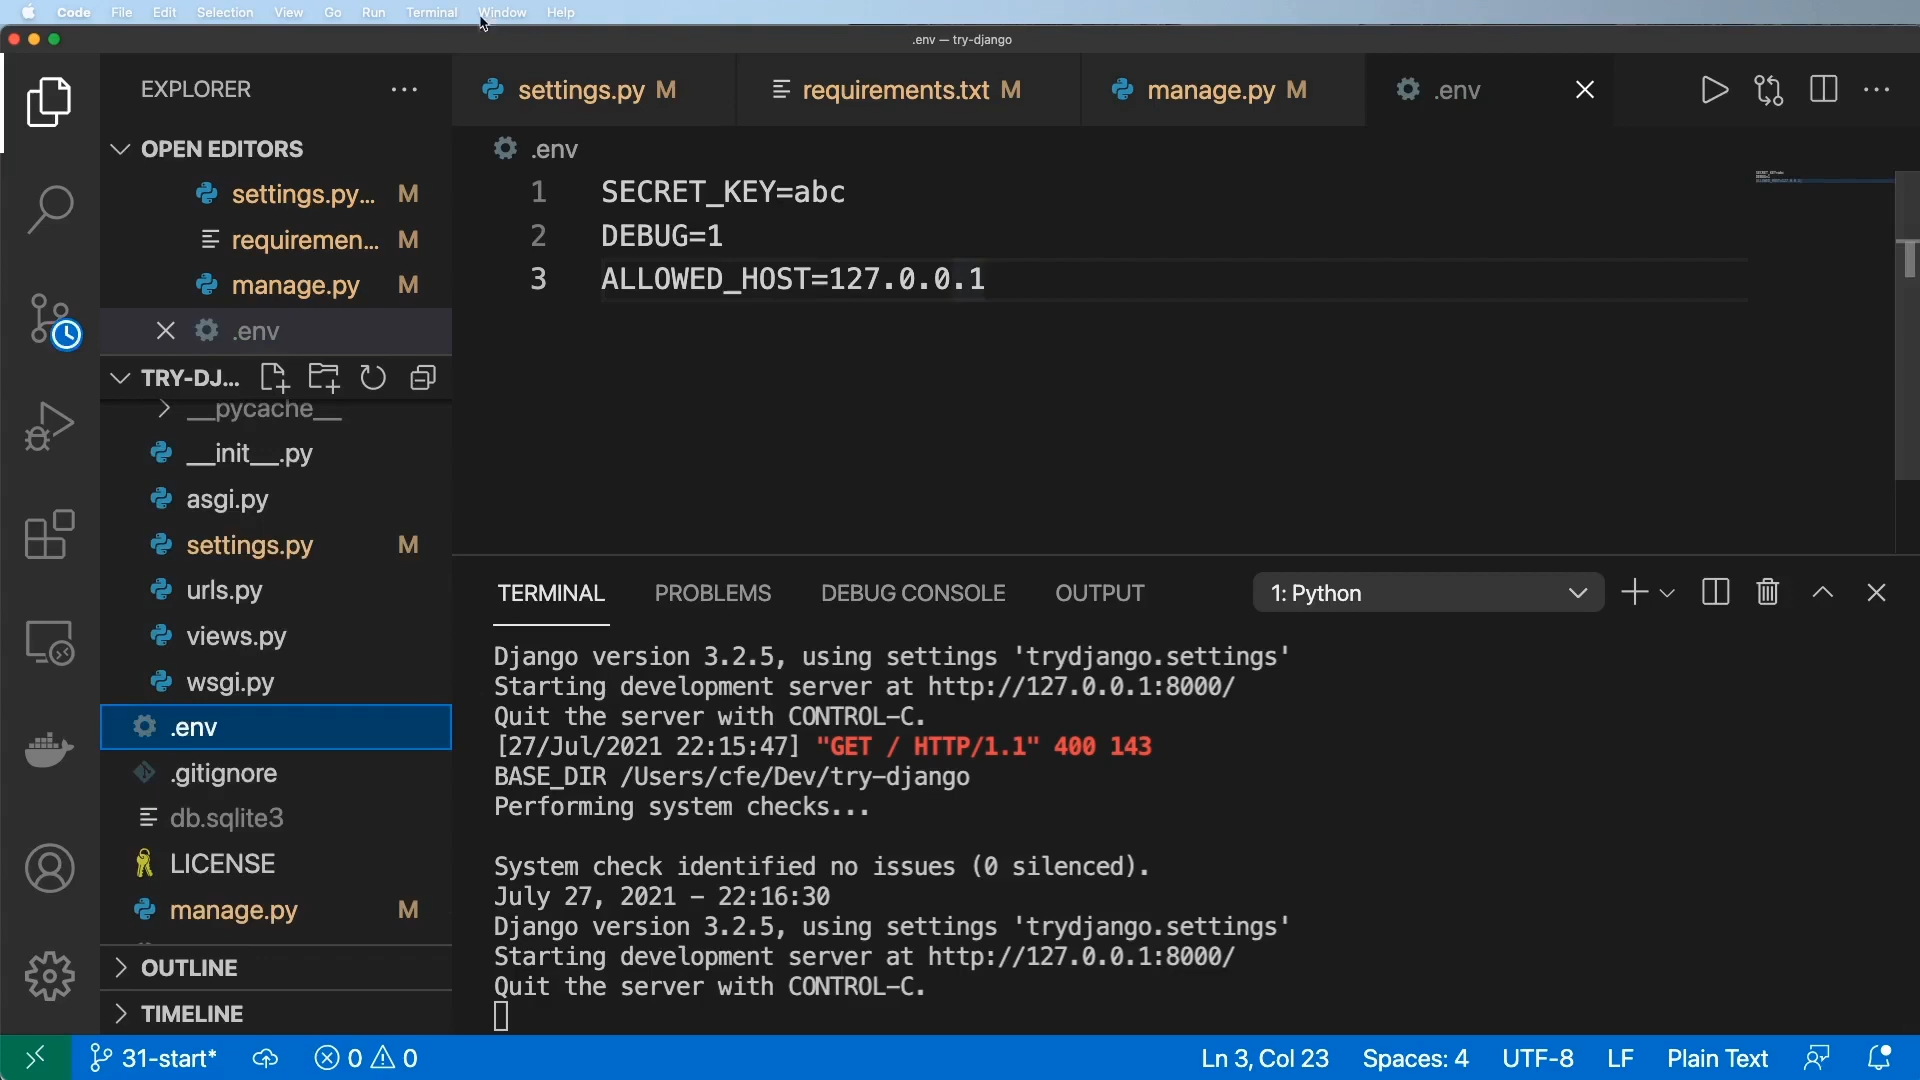 Code File Edit Selection View Go Run Terminal Window Help
.env — try-django
EXPLORER
settings.py M
requirements.txt M
manage.py M
.env
OPEN EDITORS
settings.py... M
requiremen... M
manage.py M
.env
TRY-DJ...
__pycache__
__init__.py
asgi.py
settings.py M
urls.py
views.py
wsgi.py
.env
.gitignore
db.sqlite3
LICENSE
manage.py M
OUTLINE
TIMELINE
.env
1 SECRET_KEY=abc
2 DEBUG=1
3 ALLOWED_HOST=127.0.0.1
TERMINAL PROBLEMS DEBUG CONSOLE OUTPUT 1: Python
Django version 3.2.5, using settings 'trydjango.settings'
Starting development server at http://127.0.0.1:8000/
Quit the server with CONTROL-C.
[27/Jul/2021 22:15:47] "GET / HTTP/1.1" 400 143
BASE_DIR /Users/cfe/Dev/try-django
Performing system checks...
System check identified no issues (0 silenced).
July 27, 2021 - 22:16:30
Django version 3.2.5, using settings 'trydjango.settings'
Starting development server at http://127.0.0.1:8000/
Quit the server with CONTROL-C.
31-start* 0 0 Ln 3, Col 23 Spaces: 4 UTF-8 LF Plain Text